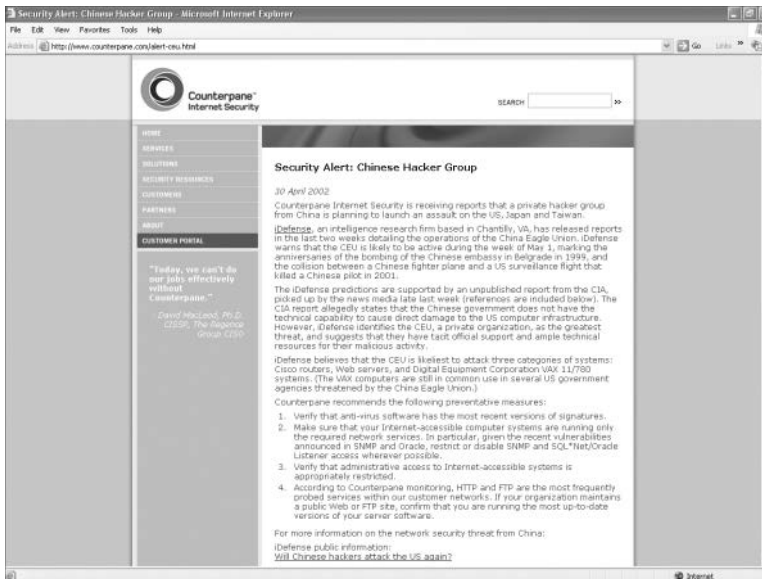 Security Alert: Chinese Hacker Group - Microsoft Internet Explorer
File Edit View Favorites Tools Help
Address http://www.counterpane.com/alert-ceu.html Go Links »
Counterpane™
Internet Security
SEARCH »
HOME
SERVICES
SOLUTIONS
SECURITY RESOURCES
CUSTOMERS
PARTNERS
ABOUT
CUSTOMER PORTAL
"Today, we can't do
our jobs effectively
without
Counterpane."
- David MacLeod, Ph.D.
CISSP, The Regence
Group CISO
Security Alert: Chinese Hacker Group
30 April 2002
Counterpane Internet Security is receiving reports that a private hacker group
from China is planning to launch an assault on the US, Japan and Taiwan.
iDefense, an intelligence research firm based in Chantilly, VA, has released reports
in the last two weeks detailing the operations of the China Eagle Union. iDefense
warns that the CEU is likely to be active during the week of May 1, marking the
anniversaries of the bombing of the Chinese embassy in Belgrade in 1999, and
the collision between a Chinese fighter plane and a US surveillance flight that
killed a Chinese pilot in 2001.
The iDefense predictions are supported by an unpublished report from the CIA,
picked up by the news media late last week (references are included below). The
CIA report allegedly states that the Chinese government does not have the
technical capability to cause direct damage to the US computer infrastructure.
However, iDefense identifies the CEU, a private organization, as the greatest
threat, and suggests that they have tacit official support and ample technical
resources for their malicious activity.
iDefense believes that the CEU is likeliest to attack three categories of systems:
Cisco routers, Web servers, and Digital Equipment Corporation VAX 11/780
systems. (The VAX computers are still in common use in several US government
agencies threatened by the China Eagle Union.)
Counterpane recommends the following preventative measures:
1. Verify that anti-virus software has the most recent versions of signatures.
2. Make sure that your Internet-accessible computer systems are running only
the required network services. In particular, given the recent vulnerabilities
announced in SNMP and Oracle, restrict or disable SNMP and SQL*Net/Oracle
Listener access wherever possible.
3. Verify that administrative access to Internet-accessible systems is
appropriately restricted.
4. According to Counterpane monitoring, HTTP and FTP are the most frequently
probed services within our customer networks. If your organization maintains
a public Web or FTP site, confirm that you are running the most up-to-date
versions of your server software.
For more information on the network security threat from China:
iDefense public information:
Will Chinese hackers attack the US again?
Internet